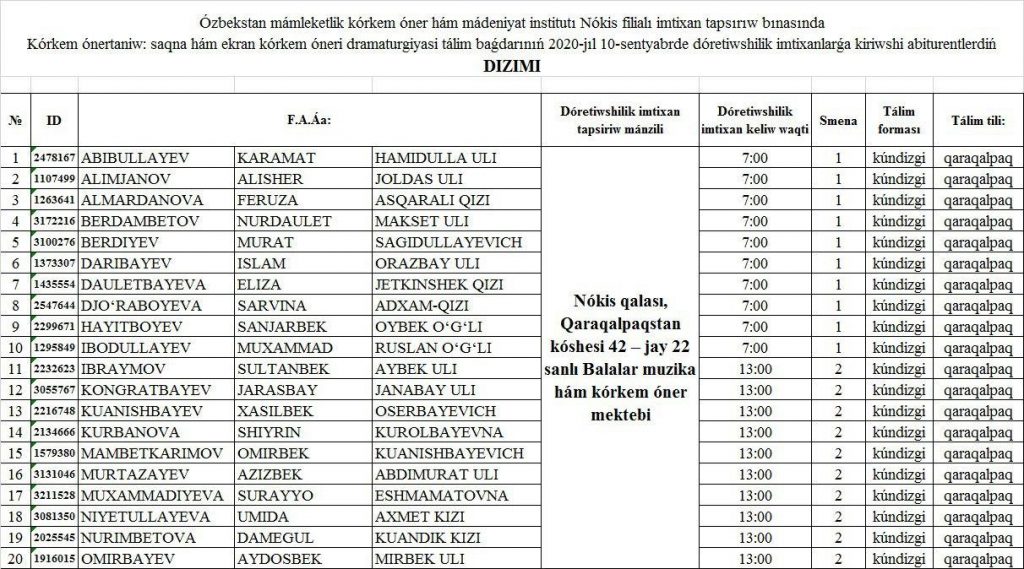 Ózbekstan mámleketlik kórkem óner hám mádeniyat institutı Nókis filialı imtixan tapsırıw bınasında
Kórkem ónertanıw: saqna hám ekran kórkem óneri dramaturgiyasi tálim baǵdarınıń 2020-jıl 10-sentyabrde dóretiwshilik imtixanlarǵa kiriwshi abiturentlerdiń
DIZIMI
№ ID F.A.Áa: Dóretiwshilik imtixan tapsiriw mánzili Dóretiwshilik imtixan keliw waqti Smena Tálim forması Tálim tili:
1 2478167 ABIBULLAYEV KARAMAT HAMIDULLA ULI 7:00 1 kúndizgi qaraqalpaq
2 1107499 ALIMJANOV ALISHER JOLDAS ULI 7:00 1 kúndizgi qaraqalpaq
3 1263641 ALMARDANOVA FERUZA ASQARALI QIZI 7:00 1 kúndizgi qaraqalpaq
4 3172216 BERDAMBETOV NURDAULET MAKSET ULI 7:00 1 kúndizgi qaraqalpaq
5 3100276 BERDIYEV MURAT SAGIDULLAYEVICH 7:00 1 kúndizgi qaraqalpaq
6 1373307 DARIBAYEV ISLAM ORAZBAY ULI 7:00 1 kúndizgi qaraqalpaq
7 1435554 DAULETBAYEVA ELIZA JETKINSHEK QIZI 7:00 1 kúndizgi qaraqalpaq
8 2547644 DJO‘RABOYEVA SARVINA ADXAM-QIZI 7:00 1 kúndizgi qaraqalpaq
9 2299671 HAYITBOYEV SANJARBEK OYBEK O‘G‘LI 7:00 1 kúndizgi qaraqalpaq
10 1295849 IBODULLAYEV MUXAMMAD RUSLAN O‘G‘LI 7:00 1 kúndizgi qaraqalpaq
11 2232623 IBRAYMOV SULTANBEK AYBEK ULI 13:00 2 kúndizgi qaraqalpaq
12 3055767 KONGRATBAYEV JARASBAY JANABAY ULI 13:00 2 kúndizgi qaraqalpaq
13 2216748 KUANISHBAYEV XASILBEK OSERBAYEVICH 13:00 2 kúndizgi qaraqalpaq
14 2134666 KURBANOVA SHIYRIN KUROLBAYEVNA 13:00 2 kúndizgi qaraqalpaq
15 1579380 MAMBETKARIMOV OMIRBEK KUANISHBAYEVICH 13:00 2 kúndizgi qaraqalpaq
16 3131046 MURTAZAYEV AZIZBEK ABDIMURAT ULI 13:00 2 kúndizgi qaraqalpaq
17 3211528 MUXAMMADIYEVA SURAYYO ESHMAMATOVNA 13:00 2 kúndizgi qaraqalpaq
18 3081350 NIYETULLAYEVA UMIDA AXMET KIZI 13:00 2 kúndizgi qaraqalpaq
19 2025545 NURIMBETOVA DAMEGUL KUANDIK KIZI 13:00 2 kúndizgi qaraqalpaq
20 1916015 OMIRBAYEV AYDOSBEK MIRBEK ULI 13:00 2 kúndizgi qaraqalpaq
Nókis qalası,
Qaraqalpaqstan
kóshesi 42 – jay 22
sanlı Balalar muzika
hám kórkem óner
mektebi